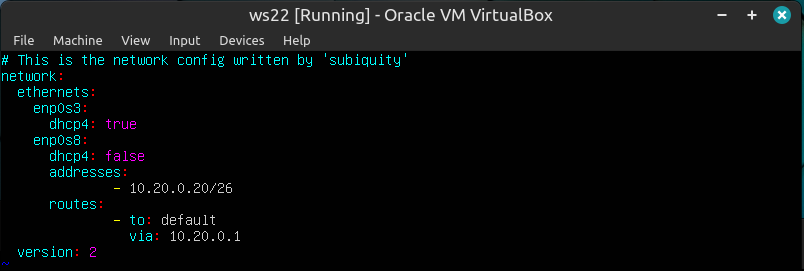 ws22 [Running] - Oracle VM VirtualBox
File Machine View Input Devices Help
# This is the network config written by 'subiquity'
network:
  ethernets:
    enp0s3:
      dhcp4: true
    enp0s8:
      dhcp4: false
      addresses:
              - 10.20.0.20/26
      routes:
              - to: default
                via: 10.20.0.1
  version: 2
~